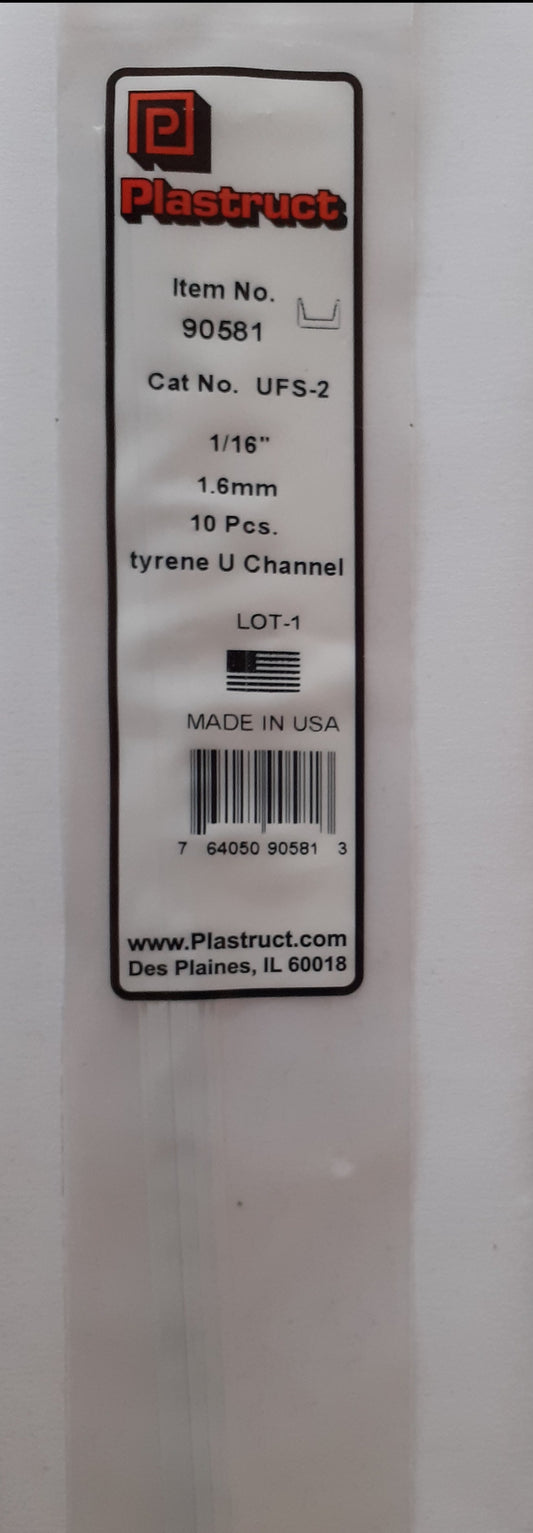 P
Plastruct
Item No.
90581
Cat No. UFS-2
1/16"
1.6mm
10 Pcs.
tyrene U Channel
LOT-1
MADE IN USA
7 64050 90581 3
www.Plastruct.com
Des Plaines, IL 60018